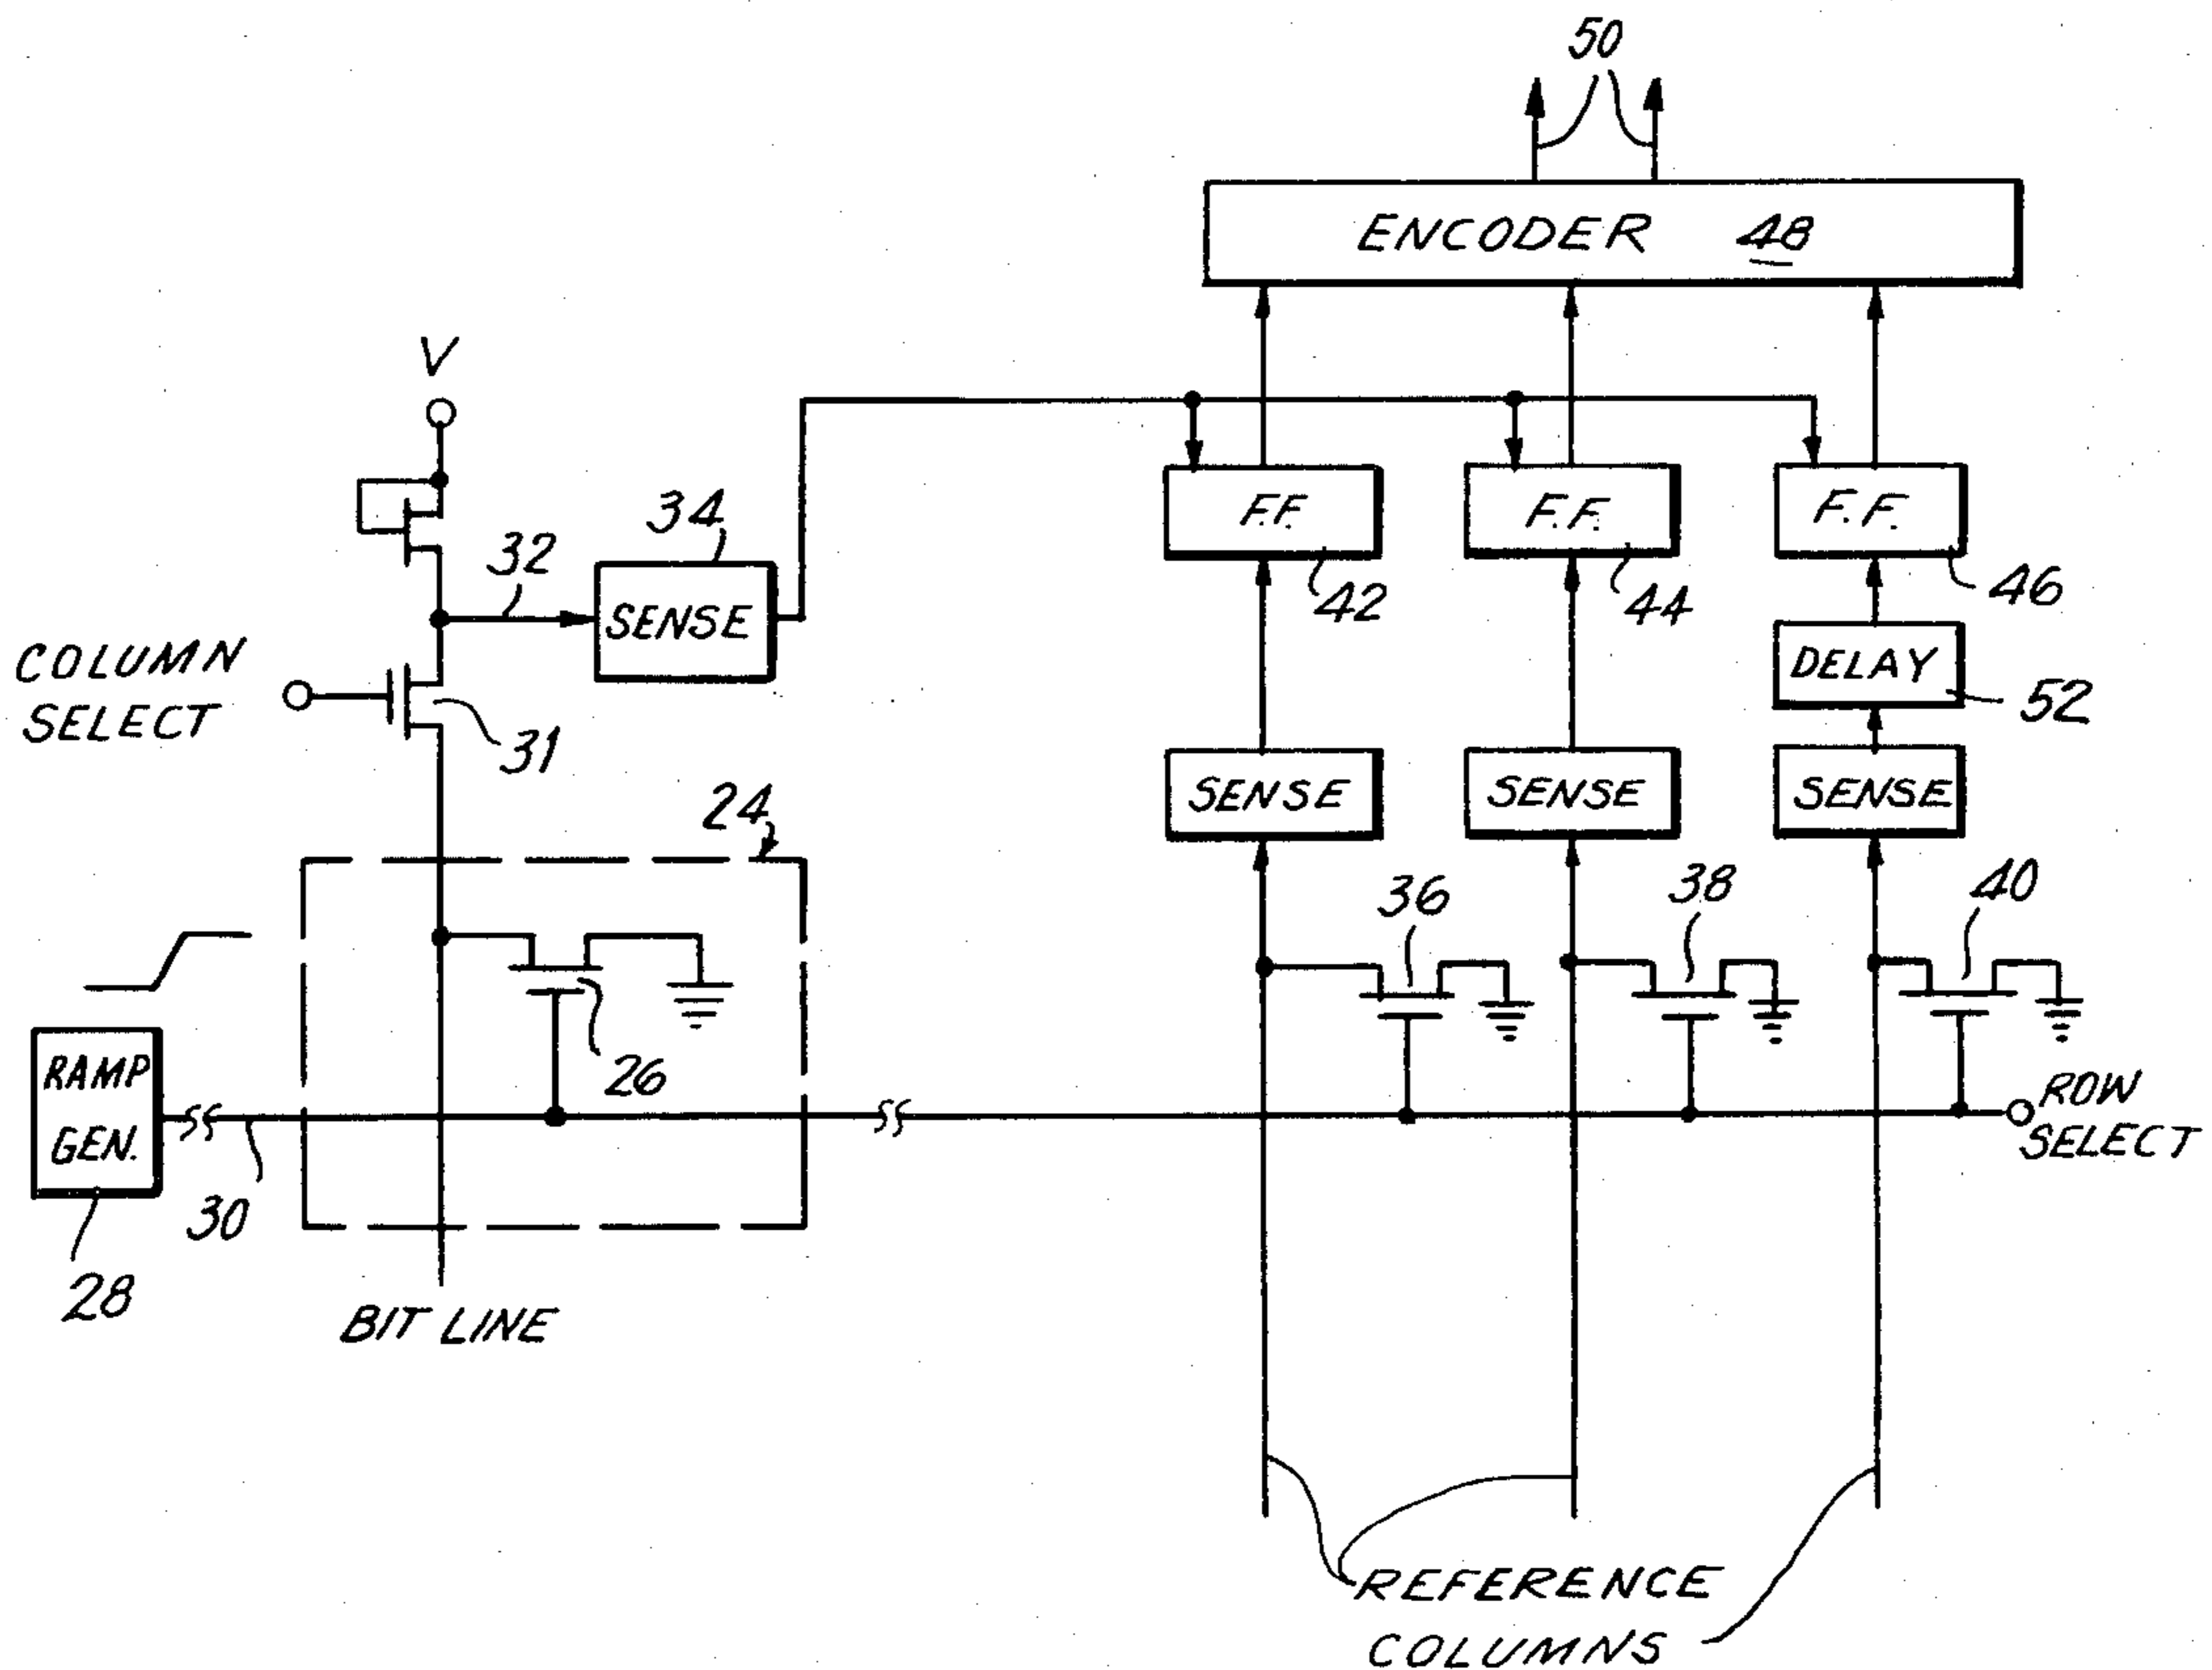 50
ENCODER 48
V
34
32
SENSE
F.F.
F.F.
F.F.
42
44
46
COLUMN
SELECT
31
DELAY
52
SENSE
SENSE
SENSE
24
36
38
40
RAMP
GEN.
26
ROW
SELECT
30
28
BIT LINE
REFERENCE
COLUMNS